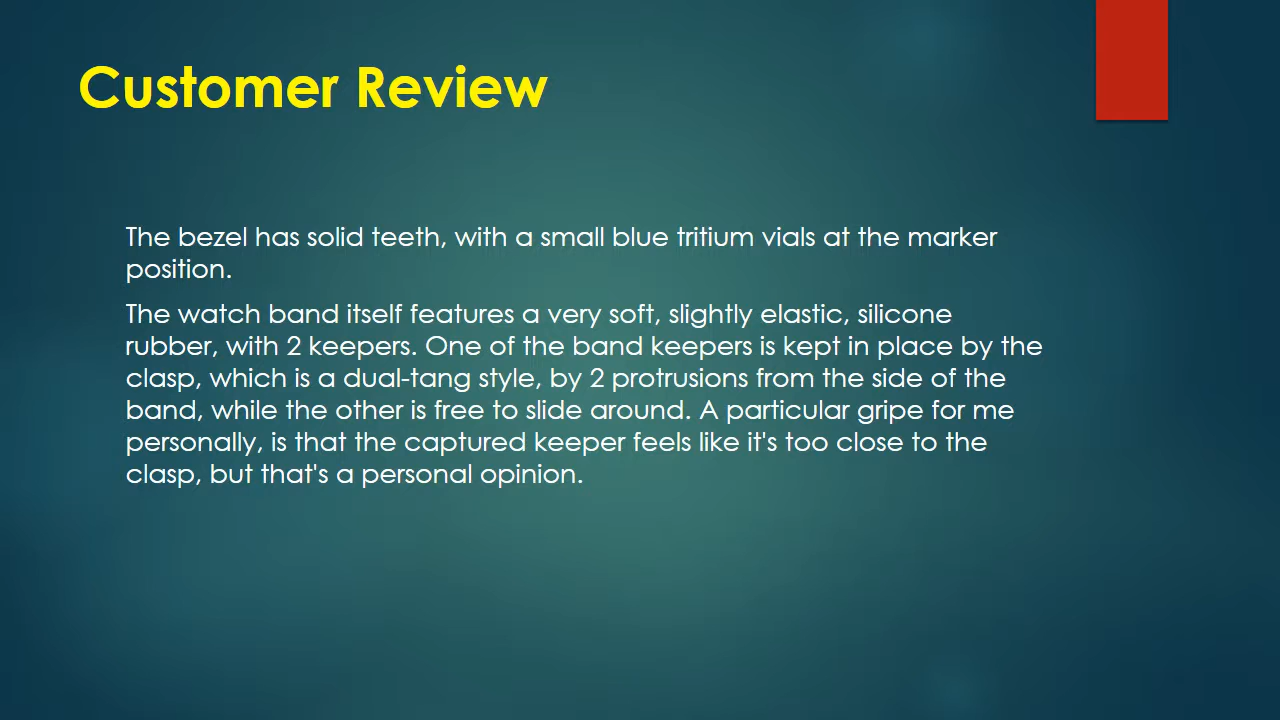 Customer Review
The bezel has solid teeth, with a small blue tritium vials at the marker
position.
The watch band itself features a very soft, slightly elastic, silicone
rubber, with 2 keepers. One of the band keepers is kept in place by the
clasp, which is a dual-tang style, by 2 protrusions from the side of the
band, while the other is free to slide around. A particular gripe for me
personally, is that the captured keeper feels like it's too close to the
clasp, but that's a personal opinion.